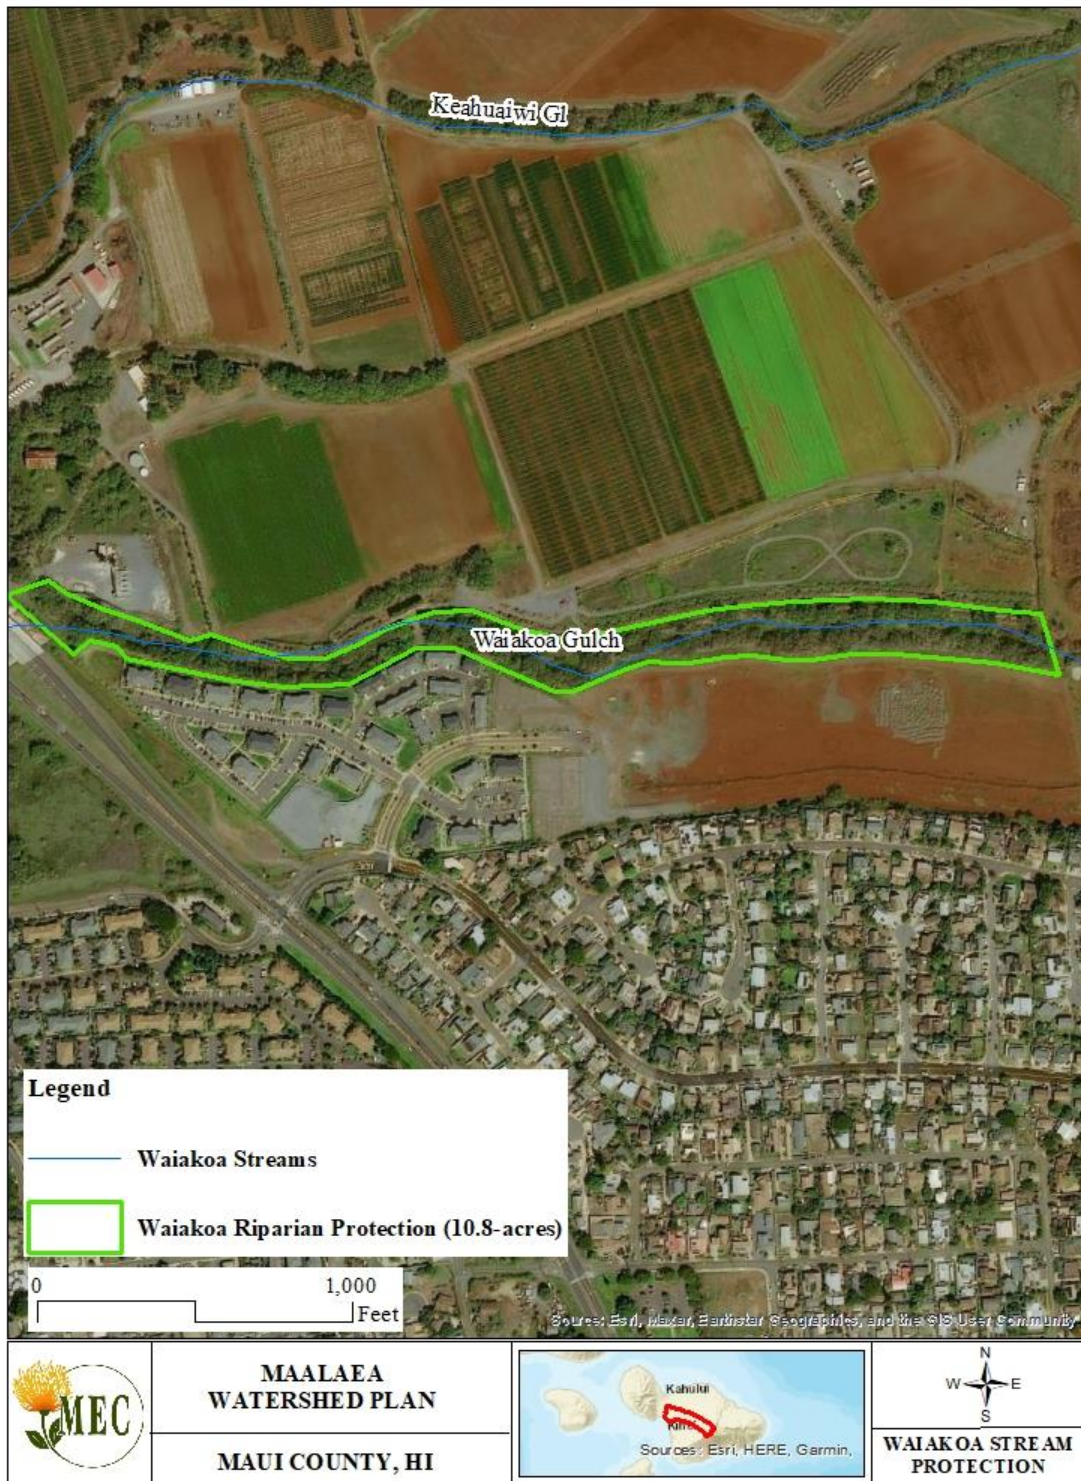 Keahuaiwi Gl
Waiakoa Gulch
Legend
Waiakoa Streams
Waiakoa Riparian Protection (10.8-acres)
0 1,000
Feet
Source: Esri, Maxar, Earthstar Geographics, and the GIS User Community
MEC
MAALAEA
WATERSHED PLAN
MAUI COUNTY, HI
Kahului
Kihei
Sources: Esri, HERE, Garmin,
N
W E
S
WAIAKOA STREAM
PROTECTION